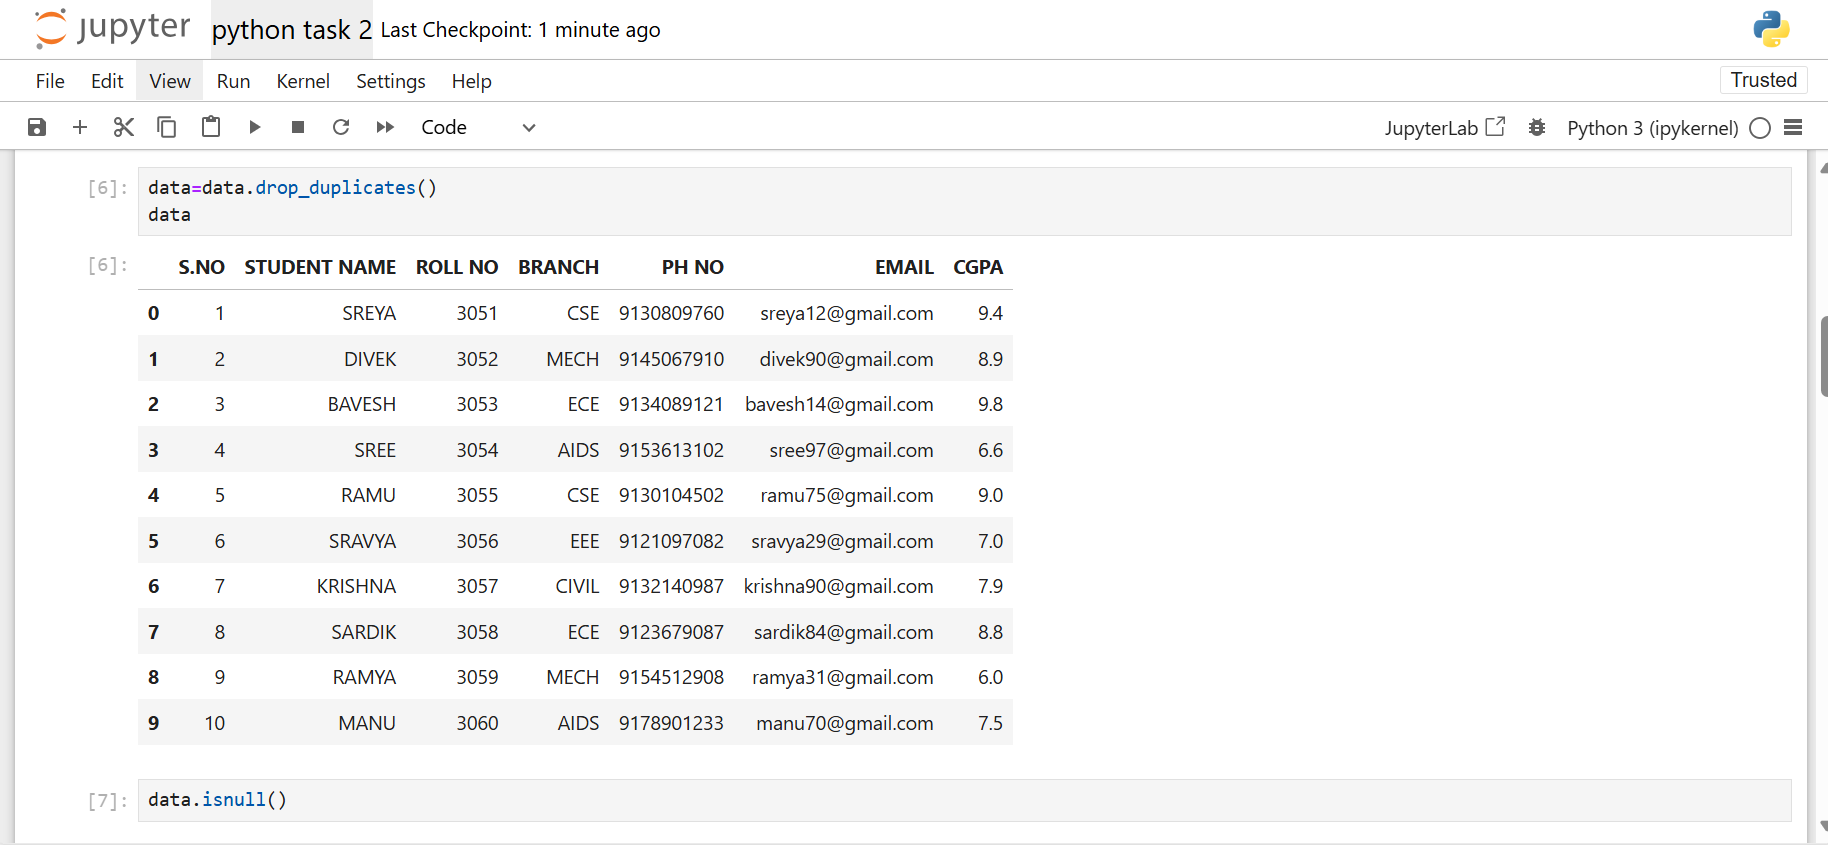 jupyter python task 2 Last Checkpoint: 1 minute ago
File Edit View Run Kernel Settings Help Trusted
Code JupyterLab Python 3 (ipykernel)
[6]: data=data.drop_duplicates()
data
[6]: S.NO STUDENT NAME ROLL NO BRANCH PH NO EMAIL CGPA
0 1 SREYA 3051 CSE 9130809760 sreya12@gmail.com 9.4
1 2 DIVEK 3052 MECH 9145067910 divek90@gmail.com 8.9
2 3 BAVESH 3053 ECE 9134089121 bavesh14@gmail.com 9.8
3 4 SREE 3054 AIDS 9153613102 sree97@gmail.com 6.6
4 5 RAMU 3055 CSE 9130104502 ramu75@gmail.com 9.0
5 6 SRAVYA 3056 EEE 9121097082 sravya29@gmail.com 7.0
6 7 KRISHNA 3057 CIVIL 9132140987 krishna90@gmail.com 7.9
7 8 SARDIK 3058 ECE 9123679087 sardik84@gmail.com 8.8
8 9 RAMYA 3059 MECH 9154512908 ramya31@gmail.com 6.0
9 10 MANU 3060 AIDS 9178901233 manu70@gmail.com 7.5
[7]: data.isnull()